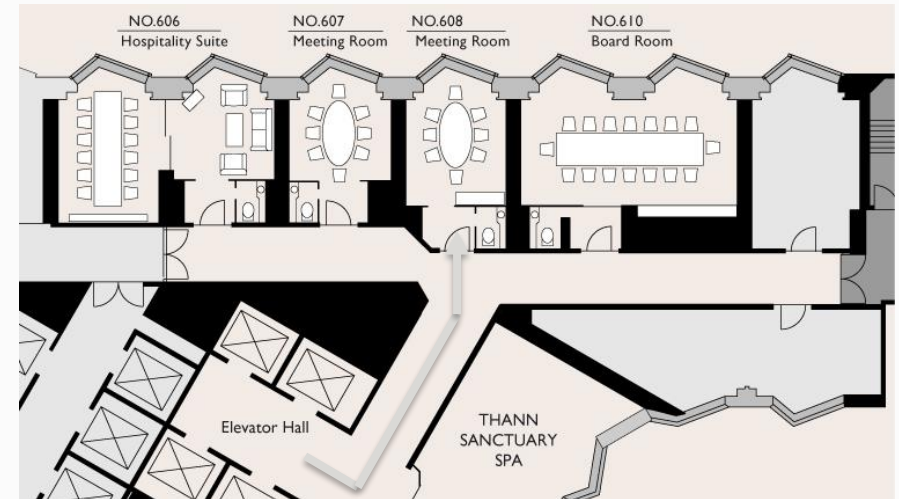 NO.606
Hospitality Suite
NO.607
Meeting Room
NO.608
Meeting Room
NO.610
Board Room
Elevator Hall
THANN
SANCTUARY
SPA